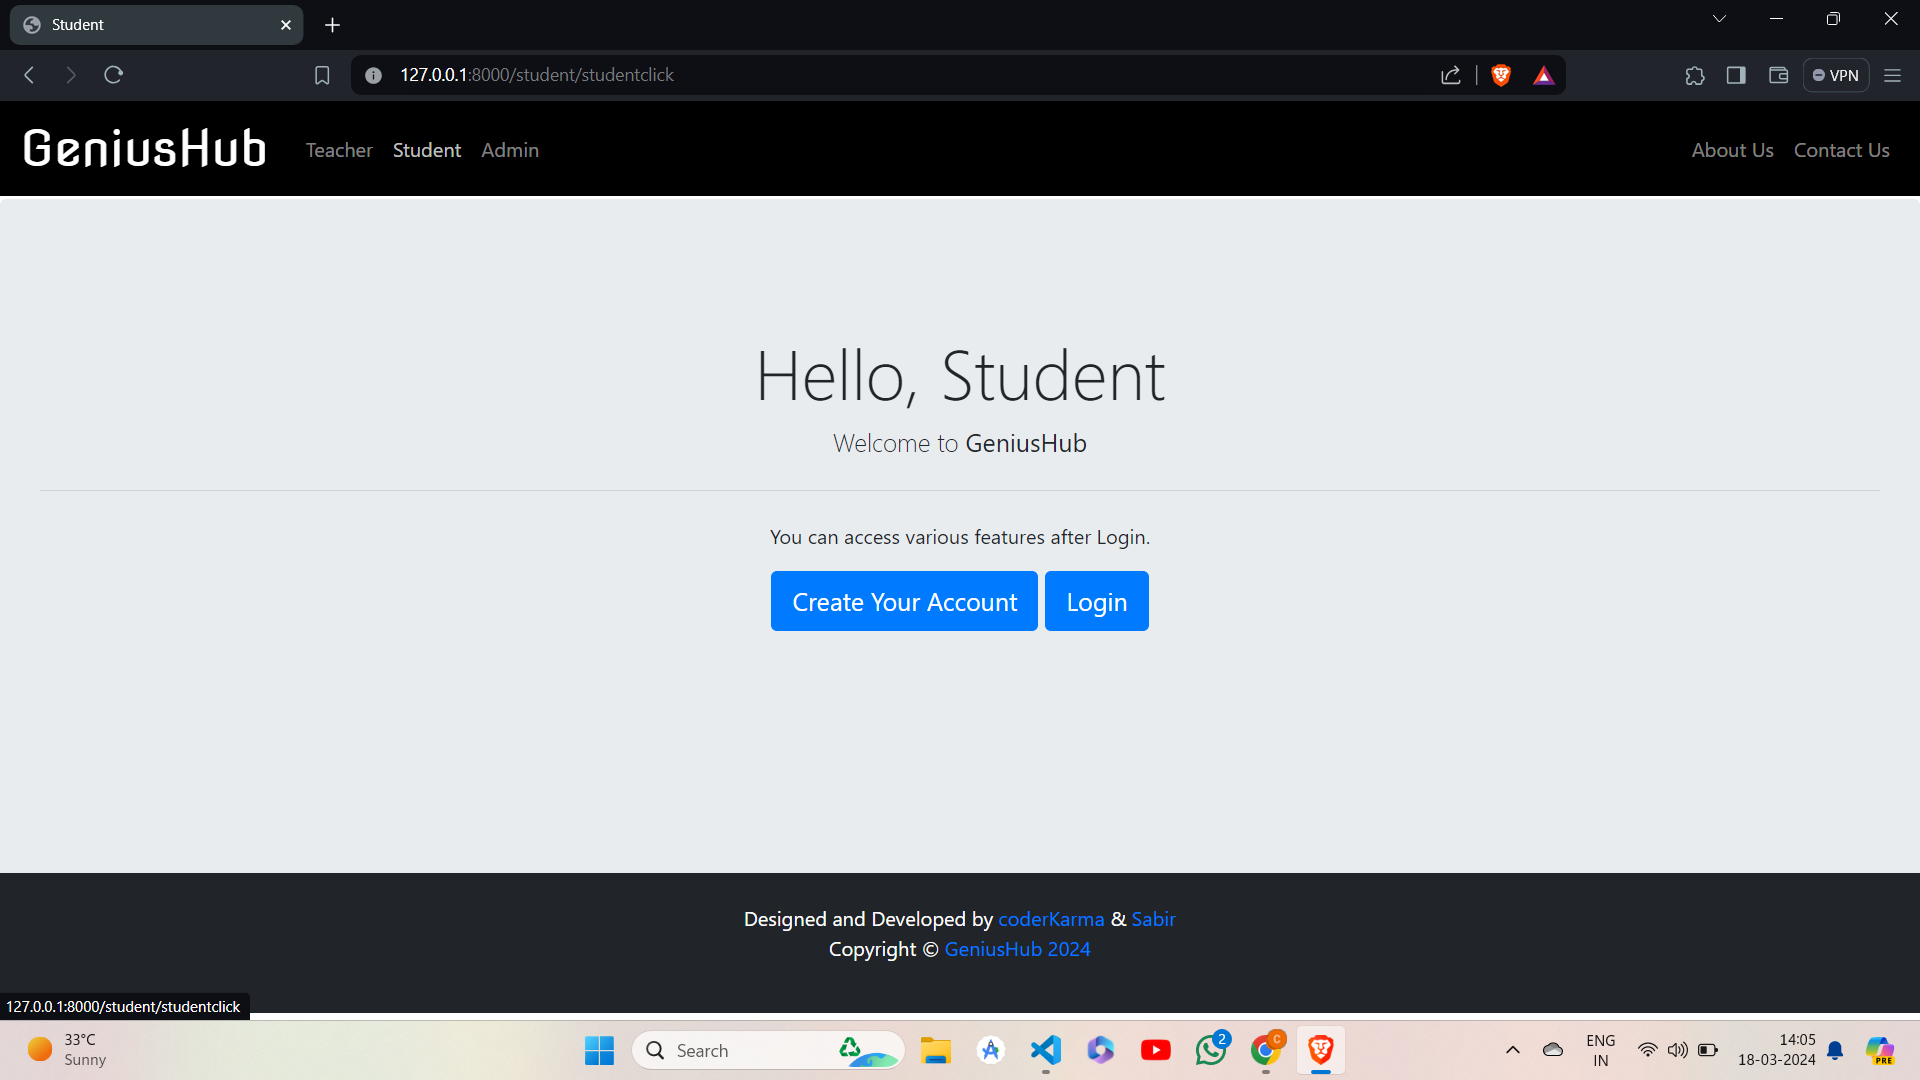 Student
127.0.0.1:8000/student/studentclick
VPN
GeniusHub
Teacher Student Admin
About Us Contact Us
Hello, Student
Welcome to GeniusHub
You can access various features after Login.
Create Your Account Login
Designed and Developed by coderKarma & Sabir
Copyright © GeniusHub 2024
127.0.0.1:8000/student/studentclick
33°C
Sunny
Search
2
C
ENG
IN
14:05
18-03-2024
PRE